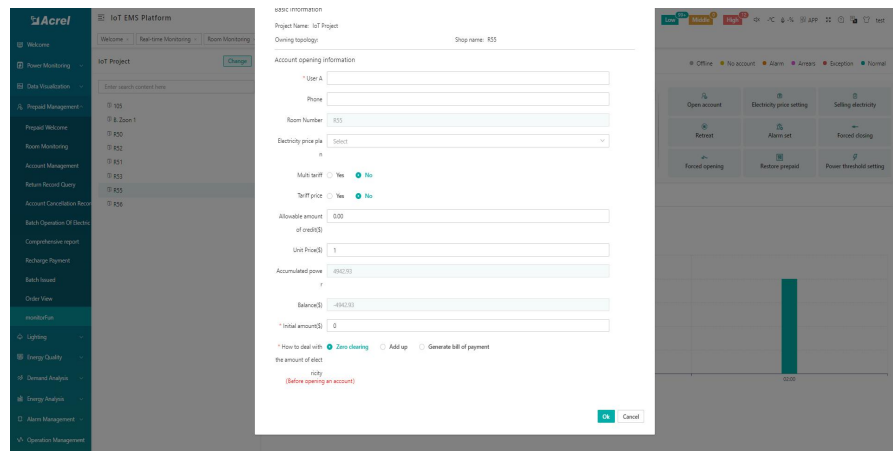 Acrel
IoT EMS Platform
Basic Information
Low 99+ Middle High APP test
Project Name: IoT Project
Welcome
Welcome Real-time Monitoring Room Monitoring
Owning topology: Shop name: R55
Power Monitoring
IoT Project Change
Account opening information
Offline No account Alarm Arrears Exception Normal
* User A
Data Visualization
Enter search content here
Phone
Prepaid Management
105
Open account Electricity price setting Selling electricity
B. Zoon 1
Room Number R55
Prepaid Welcome
R50
Retreat Alarm set Forced closing
Electricity price pla
n
Select
Room Monitoring
R52
Account Management
R51
Forced opening Restore prepaid Power threshold setting
Multi tariff Yes No
Return Record Query
R53
Tariff price Yes No
R55
Account Cancellation Recor
R56
Allowable amount
of credit($)
0.00
Batch Operation Of Electric
Comprehensive report
Unit Price($) 1
Recharge Payment
Accumulated powe
r
4942.93
Batch Issued
Order View
Balance($) -4942.93
monitorFun
* Initial amount($) 0
Lighting
* How to deal with
the amount of elect
ricity
Zero clearing Add up Generate bill of payment
Energy Quality
(Before opening an account)
Demand Analysis
00:00
Energy Analysis
Alarm Management
Ok Cancel
Operation Management